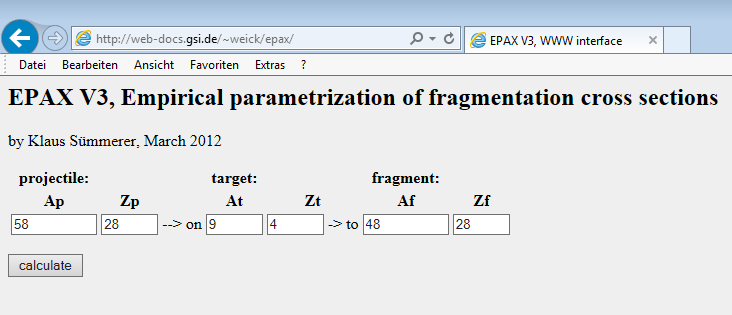 http://web-docs.gsi.de/~weick/epax/ EPAX V3, WWW interface
Datei Bearbeiten Ansicht Favoriten Extras ?
EPAX V3, Empirical parametrization of fragmentation cross sections
by Klaus Sümmerer, March 2012
projectile: target: fragment:
Ap Zp At Zt Af Zf
58 28 --> on 9 4 -> to 48 28
calculate